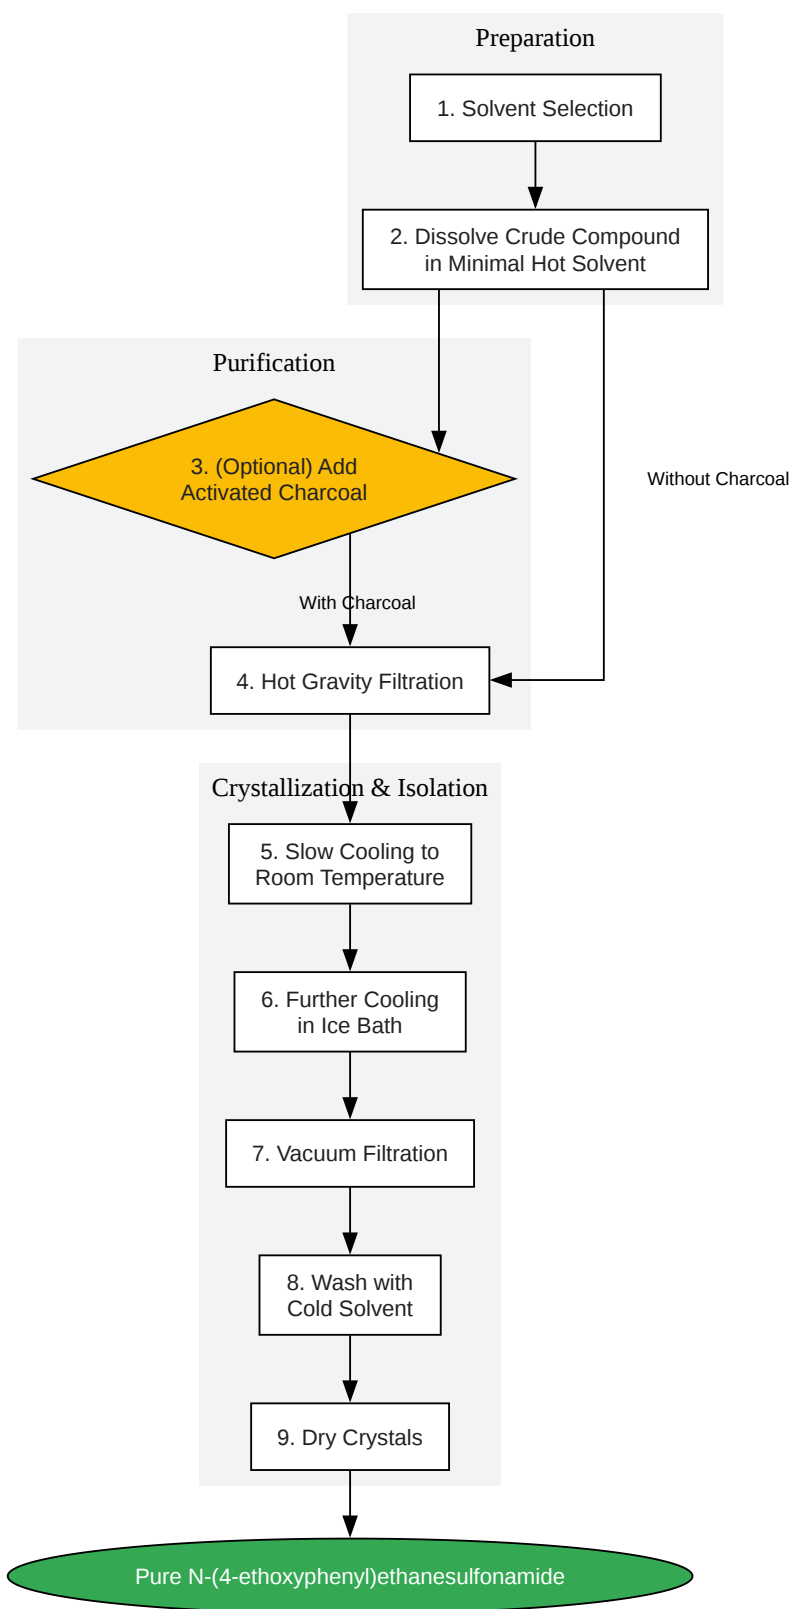 Preparation
1. Solvent Selection
2. Dissolve Crude Compound
in Minimal Hot Solvent
Purification
3. (Optional) Add
Activated Charcoal
Without Charcoal
With Charcoal
4. Hot Gravity Filtration
Crystallization & Isolation
5. Slow Cooling to
Room Temperature
6. Further Cooling
in Ice Bath
7. Vacuum Filtration
8. Wash with
Cold Solvent
9. Dry Crystals
Pure N-(4-ethoxyphenyl)ethanesulfonamide